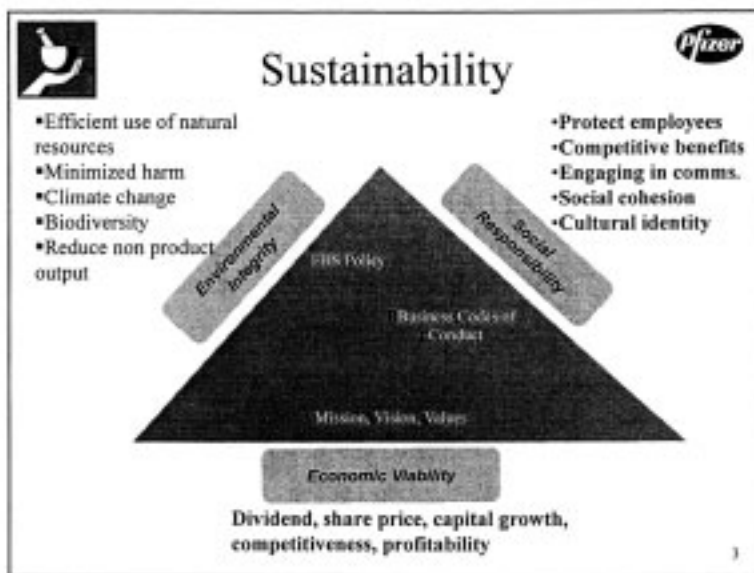 Pfizer
Sustainability
▪Efficient use of natural
resources
▪Minimized harm
▪Climate change
▪Biodiversity
▪Reduce non product
output
•Protect employees
•Competitive benefits
•Engaging in comms.
•Social cohesion
•Cultural identity
Environmental
Integrity
Social
Responsibility
EHS Policy
Business Codes of
Conduct
Mission, Vision, Values
Economic Viability
Dividend, share price, capital growth,
competitiveness, profitability
3